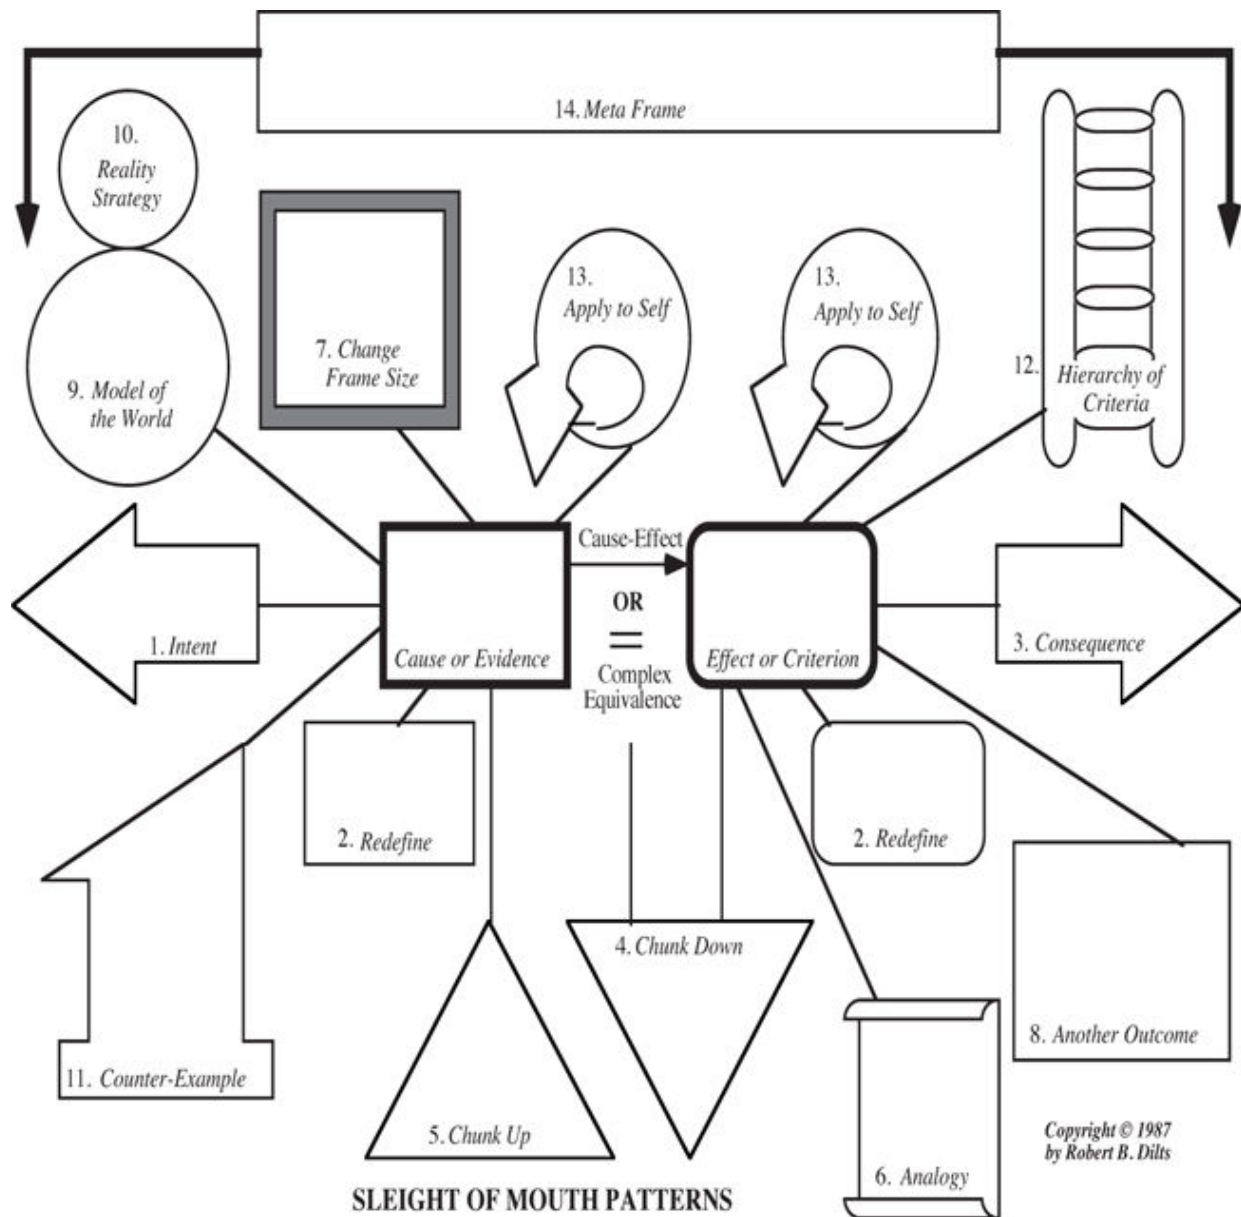 14. Meta Frame
10.
Reality
Strategy
13.
Apply to Self
13.
Apply to Self
7. Change
Frame Size
12.
Hierarchy of
Criteria
9. Model of
the World
Cause-Effect
OR
=
Complex
Equivalence
1. Intent
Cause or Evidence
Effect or Criterion
3. Consequence
2. Redefine
2. Redefine
4. Chunk Down
8. Another Outcome
11. Counter-Example
5. Chunk Up
6. Analogy
Copyright © 1987
by Robert B. Dilts
SLEIGHT OF MOUTH PATTERNS